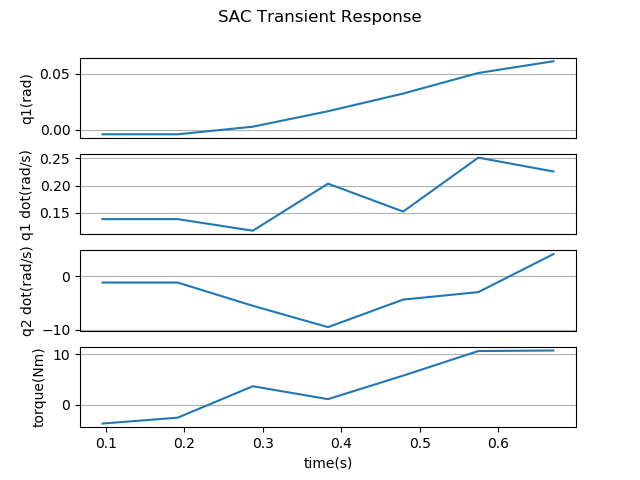 SAC Transient Response
q1(rad)
0.05
0.00
q1 dot(rad/s)
0.25
0.20
0.15
q2 dot(rad/s)
0
−10
torque(Nm)
10
0
0.1 0.2 0.3 0.4 0.5 0.6
time(s)